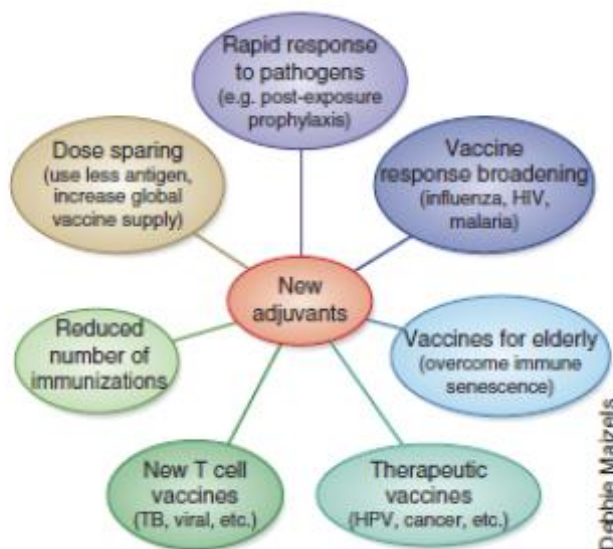 Rapid response
to pathogens
(e.g. post-exposure
prophylaxis)
Dose sparing
(use less antigen,
increase global
vaccine supply)
Vaccine
response broadening
(influenza, HIV,
malaria)
New
adjuvants
Reduced
number of
immunizations
Vaccines for elderly
(overcome immune
senescence)
New T cell
vaccines
(TB, viral, etc.)
Therapeutic
vaccines
(HPV, cancer, etc.)
Debbie Maizels